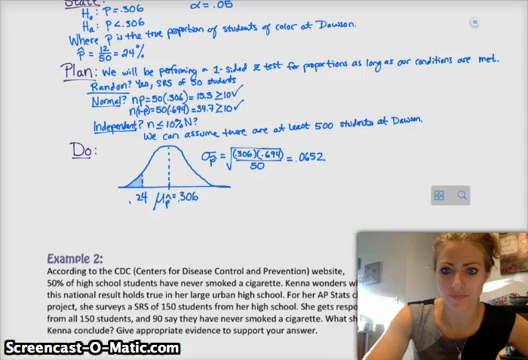 State:
H₀: P = .306    α = .05
Hₐ: P < .306
Where P is the true proportion of students of color at Dawson.
p̂ = 12/50 = 24%
Plan: We will be performing a 1-Sided Z test for proportions as long as our conditions are met.
Random? Yes, SRS of 50 students
Normal? np = 50(.306) = 15.3 ≥ 10 ✓
n(1-p) = 50(.694) = 34.7 ≥ 10 ✓
Independent? n ≤ 10% N?
We can assume there are at least 500 students at Dawson.
Do:
σp̂ = √(.306)(.694)/50 = .0652
.24 μp̂ = .306
Example 2:
According to the CDC (Centers for Disease Control and Prevention) website,
50% of high school students have never smoked a cigarette. Kenna wonders w
this national result holds true in her large urban high school. For her AP Stats c
project, she surveys a SRS of 150 students from her high school. She gets resp
from all 150 students, and 90 say they have never smoked a cigarette. What sh
Kenna conclude? Give appropriate evidence to support your answer.
Screencast-O-Matic.com